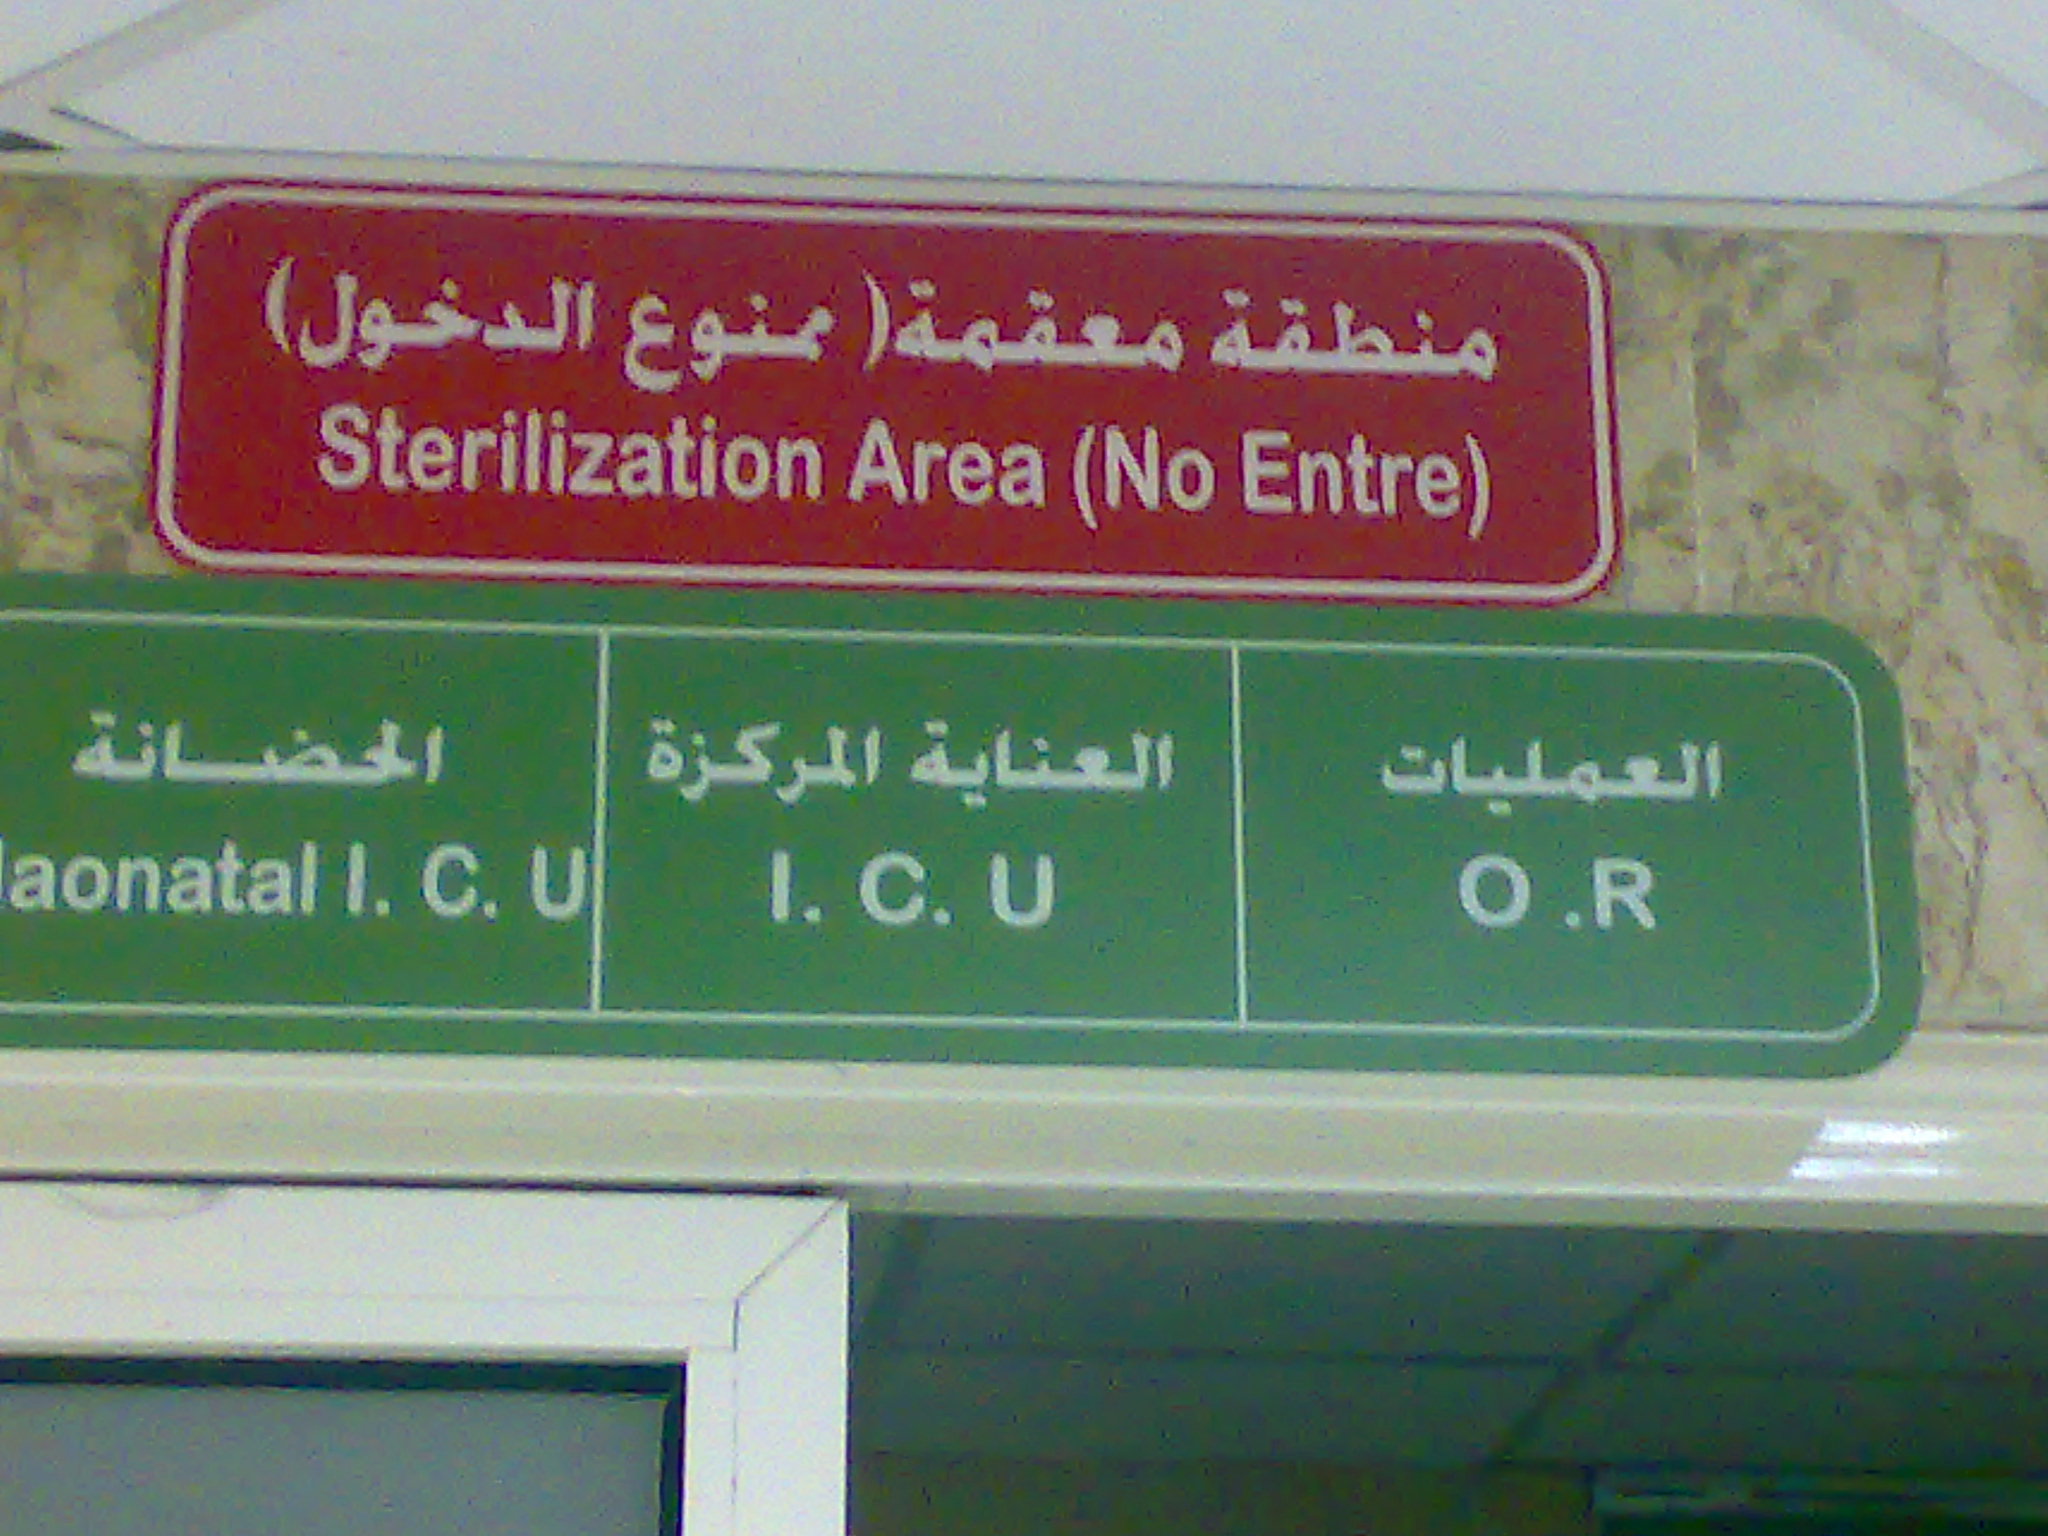 منطقة معقمة ( ممنوع الدخول)
Sterilization Area (No Entre)
العمليات
O .R
العناية المركزة
I. C. U
الحضانة
I. C. U